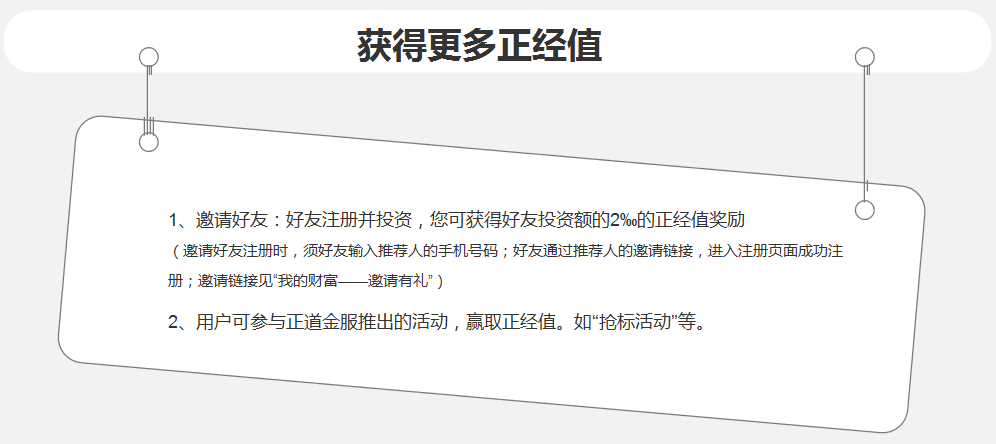 获得更多正经值
1、邀请好友：好友注册并投资，您可获得好友投资额的2‰的正经值奖励
（邀请好友注册时，须好友输入推荐人的手机号码；好友通过推荐人的邀请链接，进入注册页面成功注
册；邀请链接见“我的财富——邀请有礼”）
2、用户可参与正道金服推出的活动，赢取正经值。如“抢标活动”等。